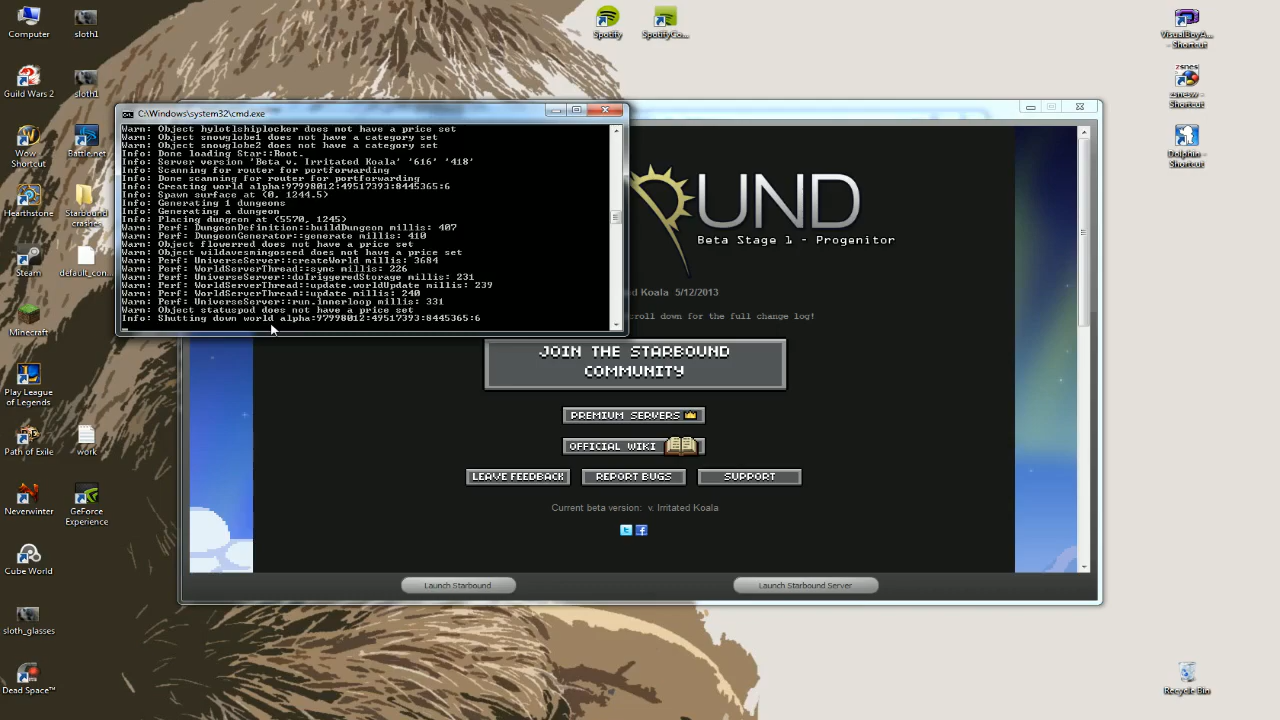 Computer
sloth1
Guild Wars 2
sloth1
Wow - Shortcut
Battle.net
Hearthstone
Starbound crashes
Steam
default_con...
Minecraft
Play League of Legends
Path of Exile
work
Neverwinter
GeForce Experience
Cube World
sloth_glasses
Dead Space™
Spotify
SpotifyCo...
VisualBoyA... - Shortcut
zsnes
zsnesw - Shortcut
Dolphin - Shortcut
Recycle Bin
C:\Windows\system32\cmd.exe
Warn: Object hylotlshiplocker does not have a price set
Warn: Object snowglobe1 does not have a category set
Warn: Object snowglobe2 does not have a category set
Info: Done loading Star::Root.
Info: Server version 'Beta v. Irritated Koala' '616' '418'
Info: Scanning for router for portforwarding
Info: Done scanning for router for portforwarding
Info: Creating world alpha:97998012:49517393:8445365:6
Info: Spawn surface at (0, 1244.5)
Info: Generating 1 dungeons
Info: Generating a dungeon
Info: Placing dungeon at (5570, 1245)
Warn: Perf: DungeonDefinition::buildDungeon millis: 407
Warn: Perf: DungeonGenerator::generate millis: 410
Warn: Object flowerred does not have a price set
Warn: Object wildavesmingoseed does not have a price set
Warn: Perf: UniverseServer::createWorld millis: 3684
Warn: Perf: WorldServerThread::sync millis: 226
Warn: Perf: UniverseServer::doTriggeredStorage millis: 231
Warn: Perf: WorldServerThread::update.worldUpdate millis: 239
Warn: Perf: WorldServerThread::update millis: 240
Warn: Perf: UniverseServer::run.innerloop millis: 331
Warn: Object statuspod does not have a price set
Info: Shutting down world alpha:97998012:49517393:8445365:6
UND
Beta Stage 1 - Progenitor
Koala 5/12/2013
croll down for the full change log!
JOIN THE STARBOUND
COMMUNITY
PREMIUM SERVERS
OFFICIAL WIKI
LEAVE FEEDBACK
REPORT BUGS
SUPPORT
Current beta version: v. Irritated Koala
Launch Starbound
Launch Starbound Server